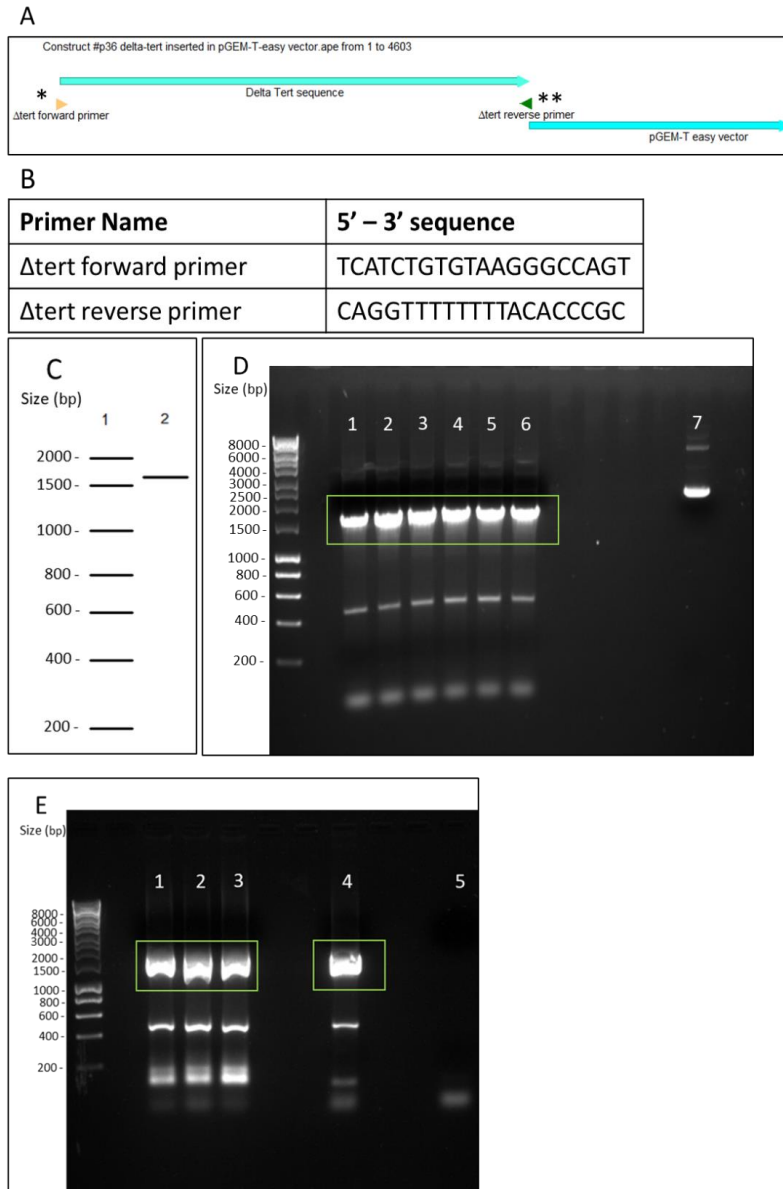 A
Construct #p36 delta-tert inserted in pGEM-T-easy vector.ape from 1 to 4603
*
Delta Tert sequence
**
Δtert forward primer
Δtert reverse primer
pGEM-T easy vector
B
Primer Name 5’ – 3’ sequence
Δtert forward primer TCATCTGTGTAAGGGCCAGT
Δtert reverse primer CAGGTTTTTTTTACACCCGC
C
Size (bp)
1 2
2000 -
1500 -
1000 -
800 -
600 -
400 -
200 -
D
Size (bp)
1 2 3 4 5 6 7
8000 -
6000 -
4000 -
3000 -
2500 -
2000 -
1500 -
1000 -
800 -
600 -
400 -
200 -
E
Size (bp)
1 2 3 4 5
8000 -
6000 -
4000 -
3000 -
2000 -
1500 -
1000 -
800 -
600 -
400 -
200 -